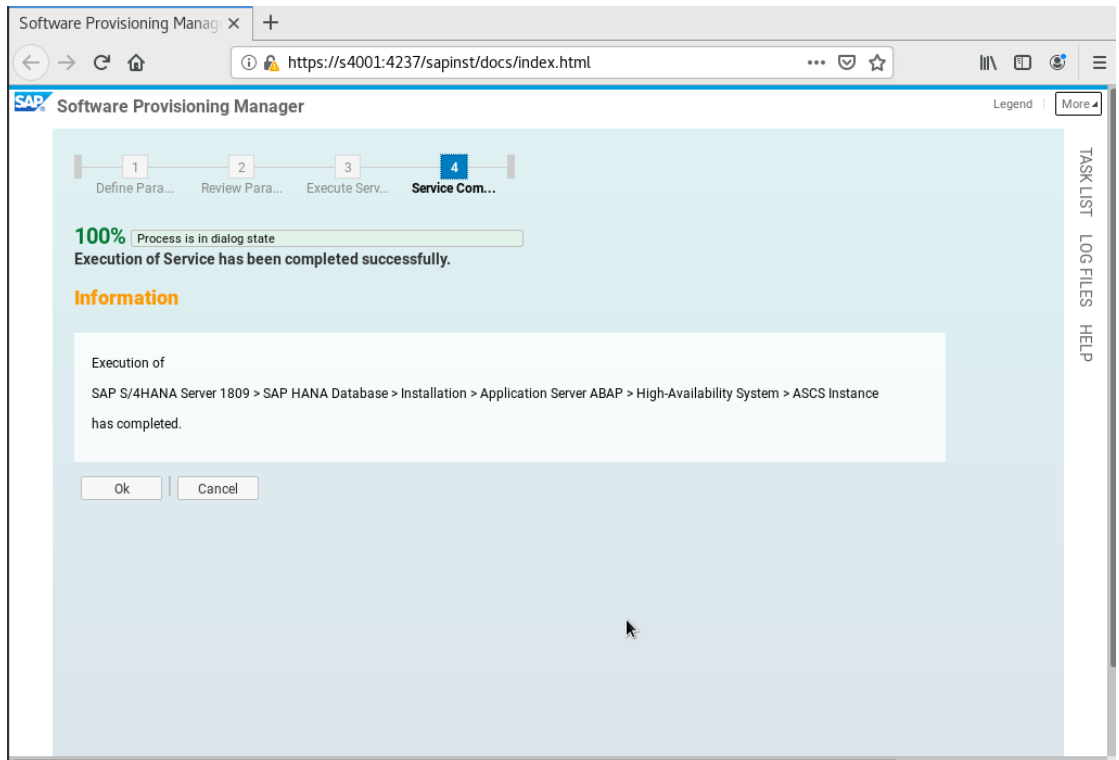 Software Provisioning Manag
https://s4001:4237/sapinst/docs/index.html
SAP Software Provisioning Manager
Legend
More
1
2
3
4
Define Para...
Review Para...
Execute Serv...
Service Com...
100% Process is in dialog state
Execution of Service has been completed successfully.
Information
Execution of
SAP S/4HANA Server 1809 > SAP HANA Database > Installation > Application Server ABAP > High-Availability System > ASCS Instance
has completed.
Ok
Cancel
TASK LIST
LOG FILES
HELP